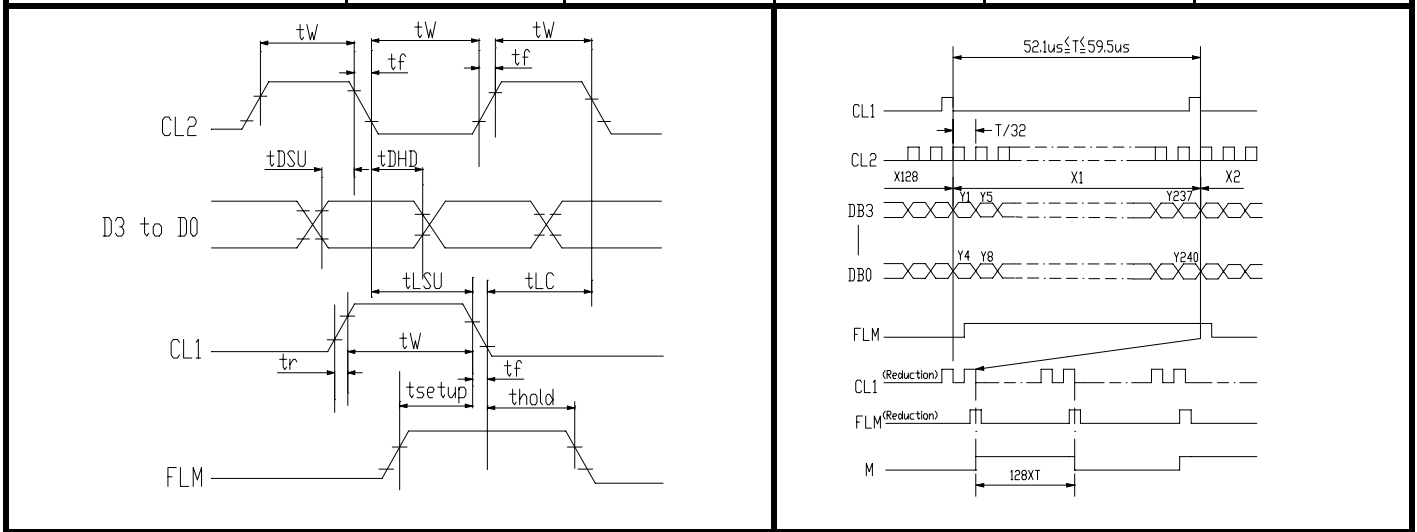 tW tW tW
tf tf
CL2
tDSU tDHD
D3 to D0
tLSU tLC
CL1
tW
tr tf
tsetup thold
FLM
52.1us≦T≦59.5us
CL1
T/32
CL2
X128 X1 X2
Y1 Y5 Y237
DB3
Y4 Y8 Y240
DB0
FLM
CL1(Reduction)
FLM(Reduction)
M
128XT